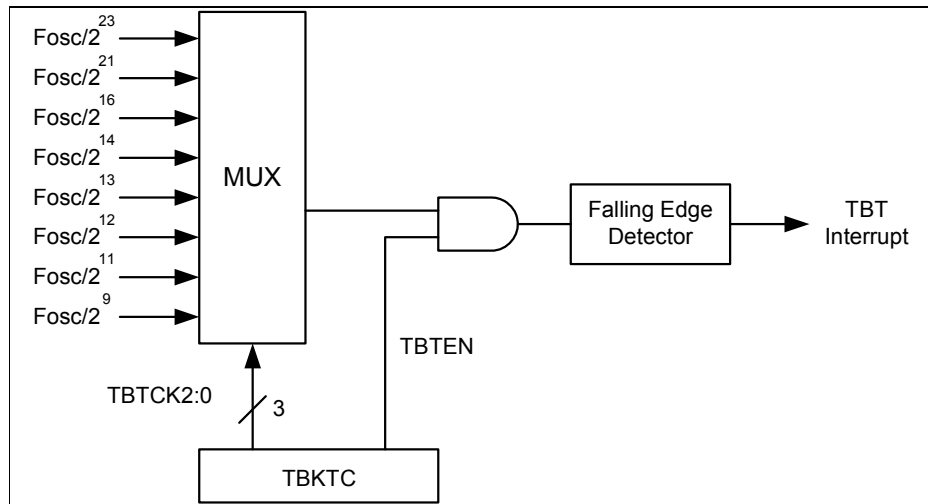 Fosc/2^23
Fosc/2^21
Fosc/2^16
Fosc/2^14
Fosc/2^13
Fosc/2^12
Fosc/2^11
Fosc/2^9
MUX
Falling Edge
Detector
TBT
Interrupt
TBTEN
TBTCK2:0
3
TBKTC